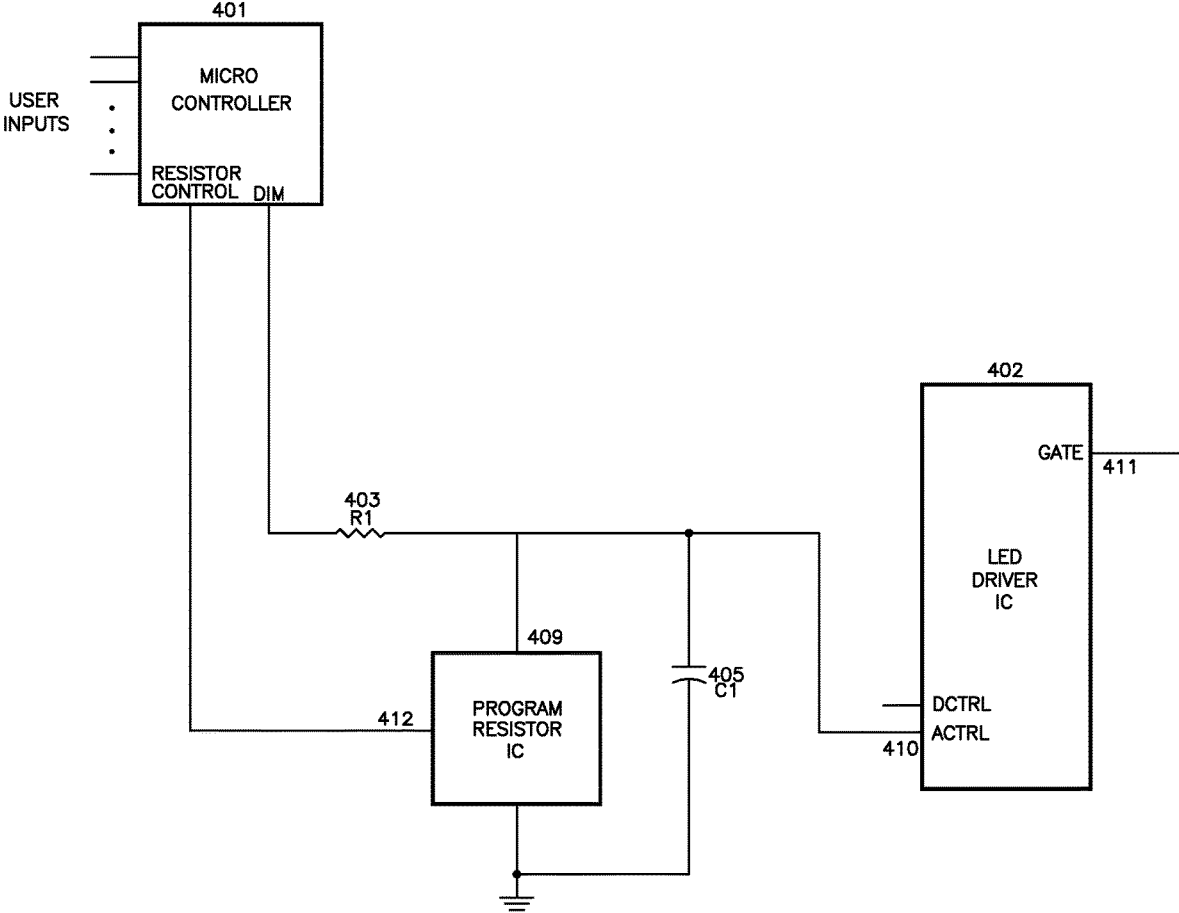 401
MICRO
CONTROLLER
USER
INPUTS
RESISTOR
CONTROL
DIM
402
GATE
411
403
R1
LED
DRIVER
IC
409
405
C1
PROGRAM
RESISTOR
IC
412
DCTRL
ACTRL
410